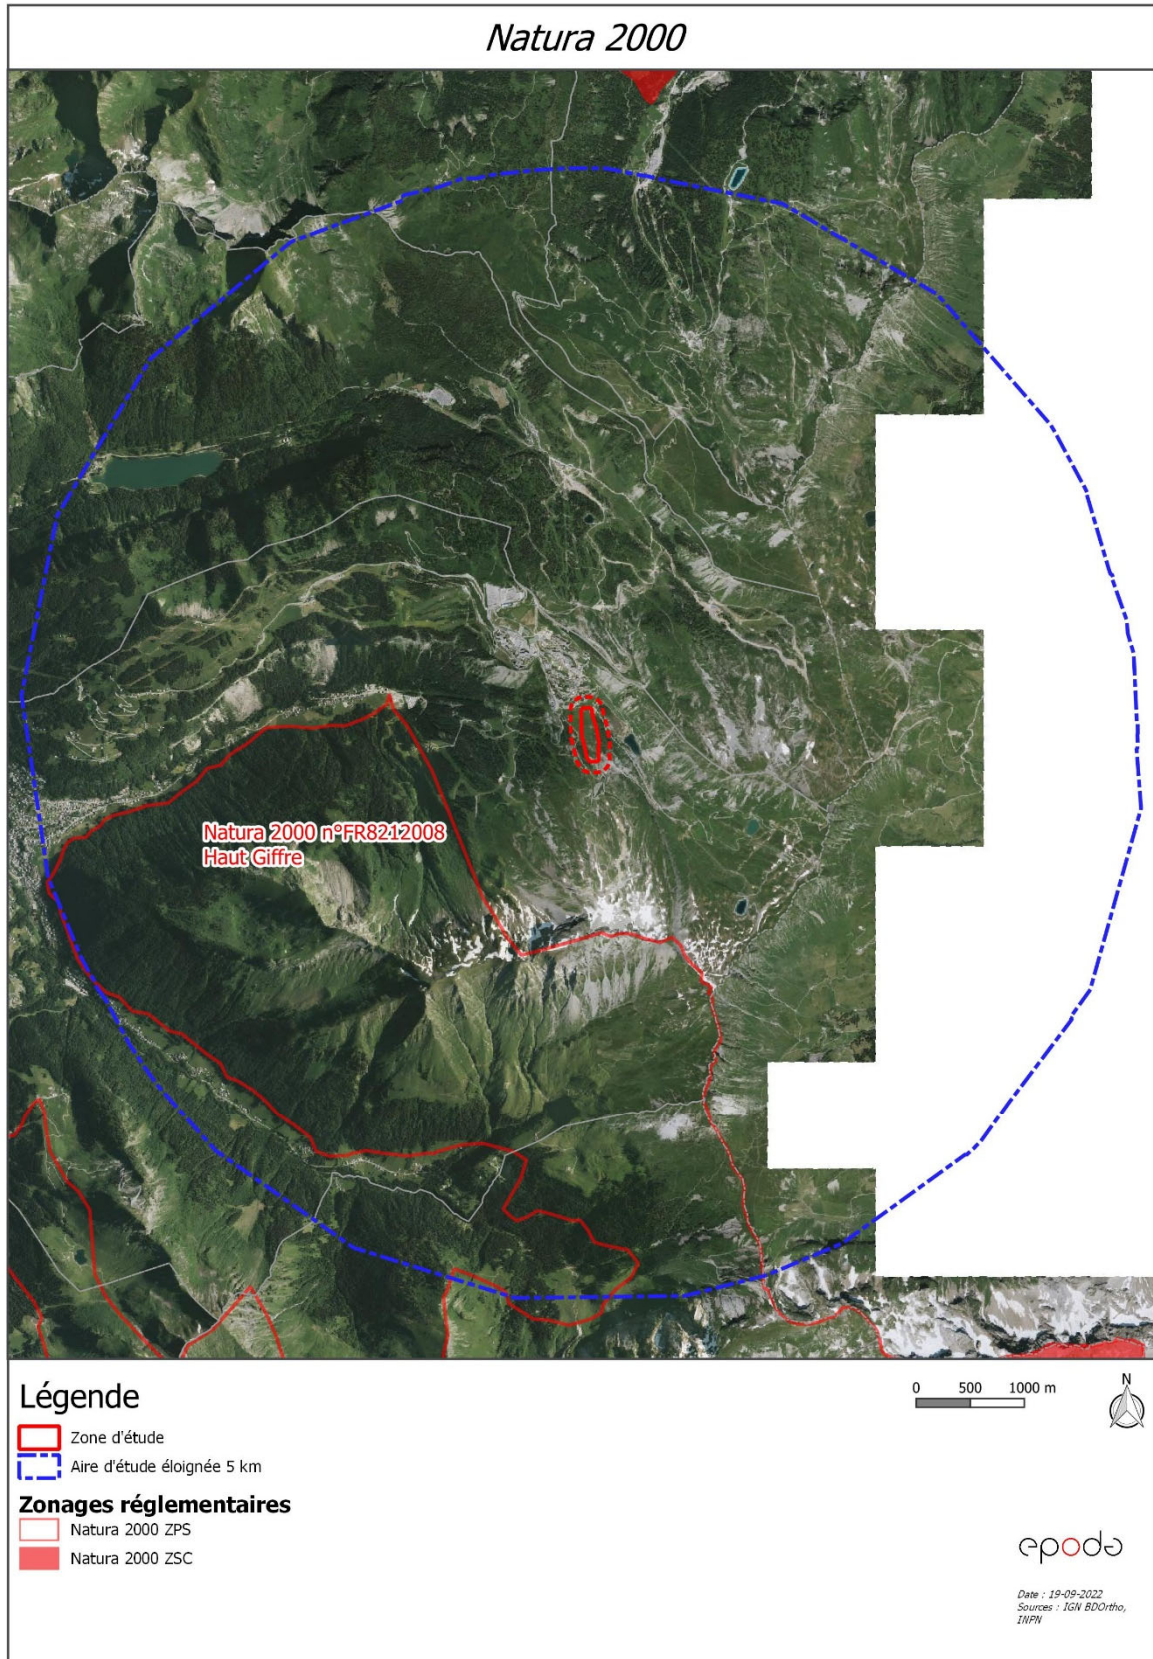 Natura 2000
Natura 2000 n°FR8212008
Haut Giffre
Légende
Zone d'étude
Aire d'étude éloignée 5 km
Zonages réglementaires
Natura 2000 ZPS
Natura 2000 ZSC
0 500 1000 m
N
epode
Date : 19-09-2022
Sources : IGN BDOrtho,
INPN